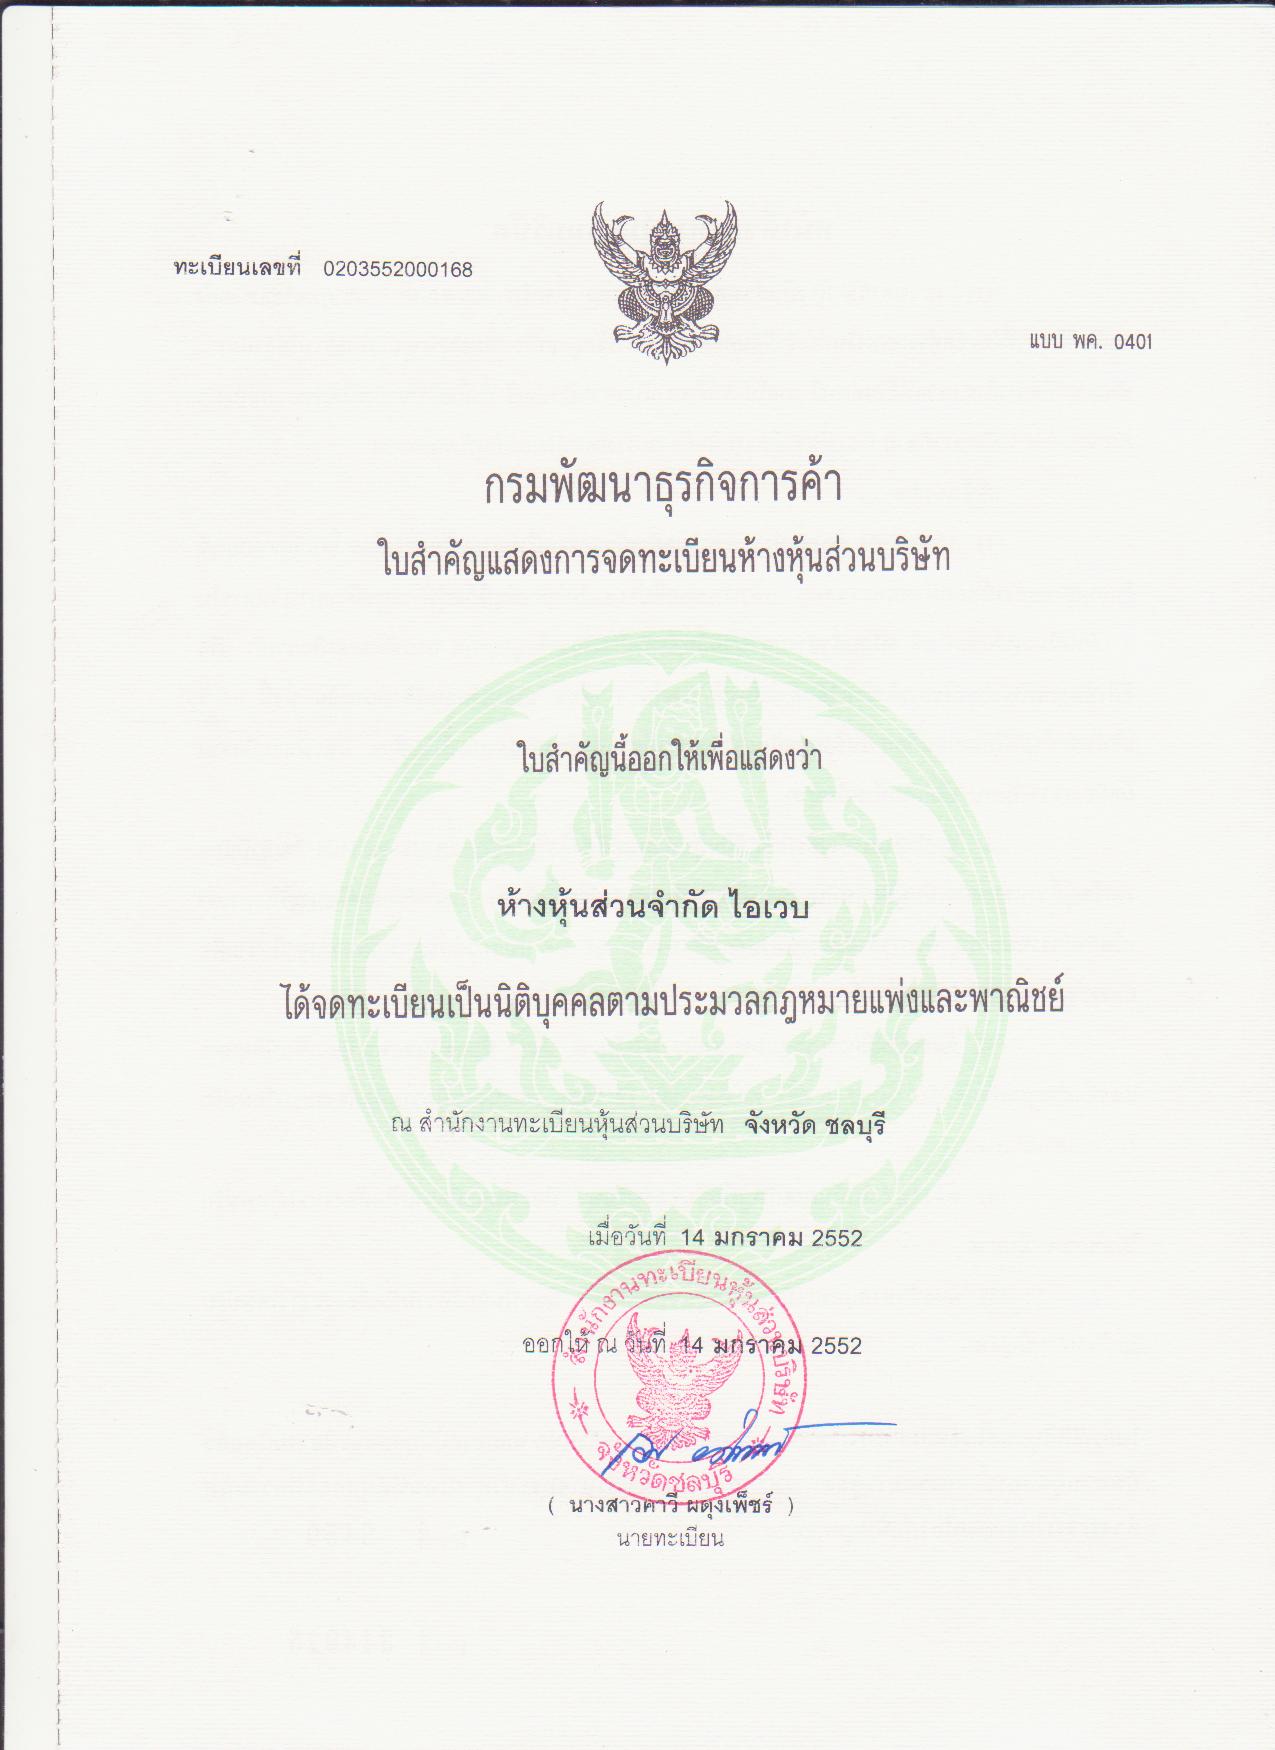 ทะเบียนเลขที่ 0203552000168
แบบ พค. 0401
กรมพัฒนาธุรกิจการค้า
ใบสำคัญแสดงการจดทะเบียนห้างหุ้นส่วนบริษัท
ใบสำคัญนี้ออกให้เพื่อแสดงว่า
ห้างหุ้นส่วนจำกัด ไอเวบ
ได้จดทะเบียนเป็นนิติบุคคลตามประมวลกฎหมายแพ่งและพาณิชย์
ณ สำนักงานทะเบียนหุ้นส่วนบริษัท จังหวัด ชลบุรี
เมื่อวันที่ 14 มกราคม 2552
ออกให้ ณ วันที่ 14 มกราคม 2552
สำนักงานทะเบียนหุ้นส่วนบริษัท
จังหวัดชลบุรี
( นางสาวคาวี ผดุงเพ็ชร์ )
นายทะเบียน